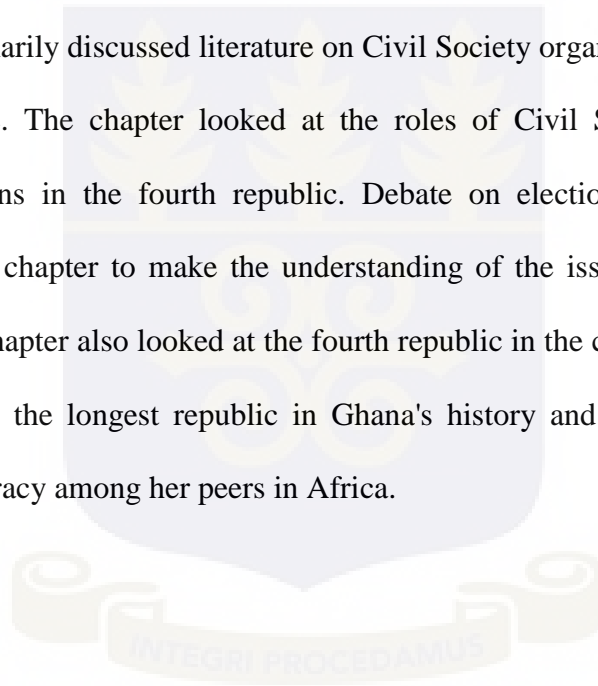 arily discussed literature on Civil Society orga
. The chapter looked at the roles of Civil S
ns in the fourth republic. Debate on electio
chapter to make the understanding of the iss
hapter also looked at the fourth republic in the c
the longest republic in Ghana's history and
racy among her peers in Africa.
INTEGRI PROCEDAMUS